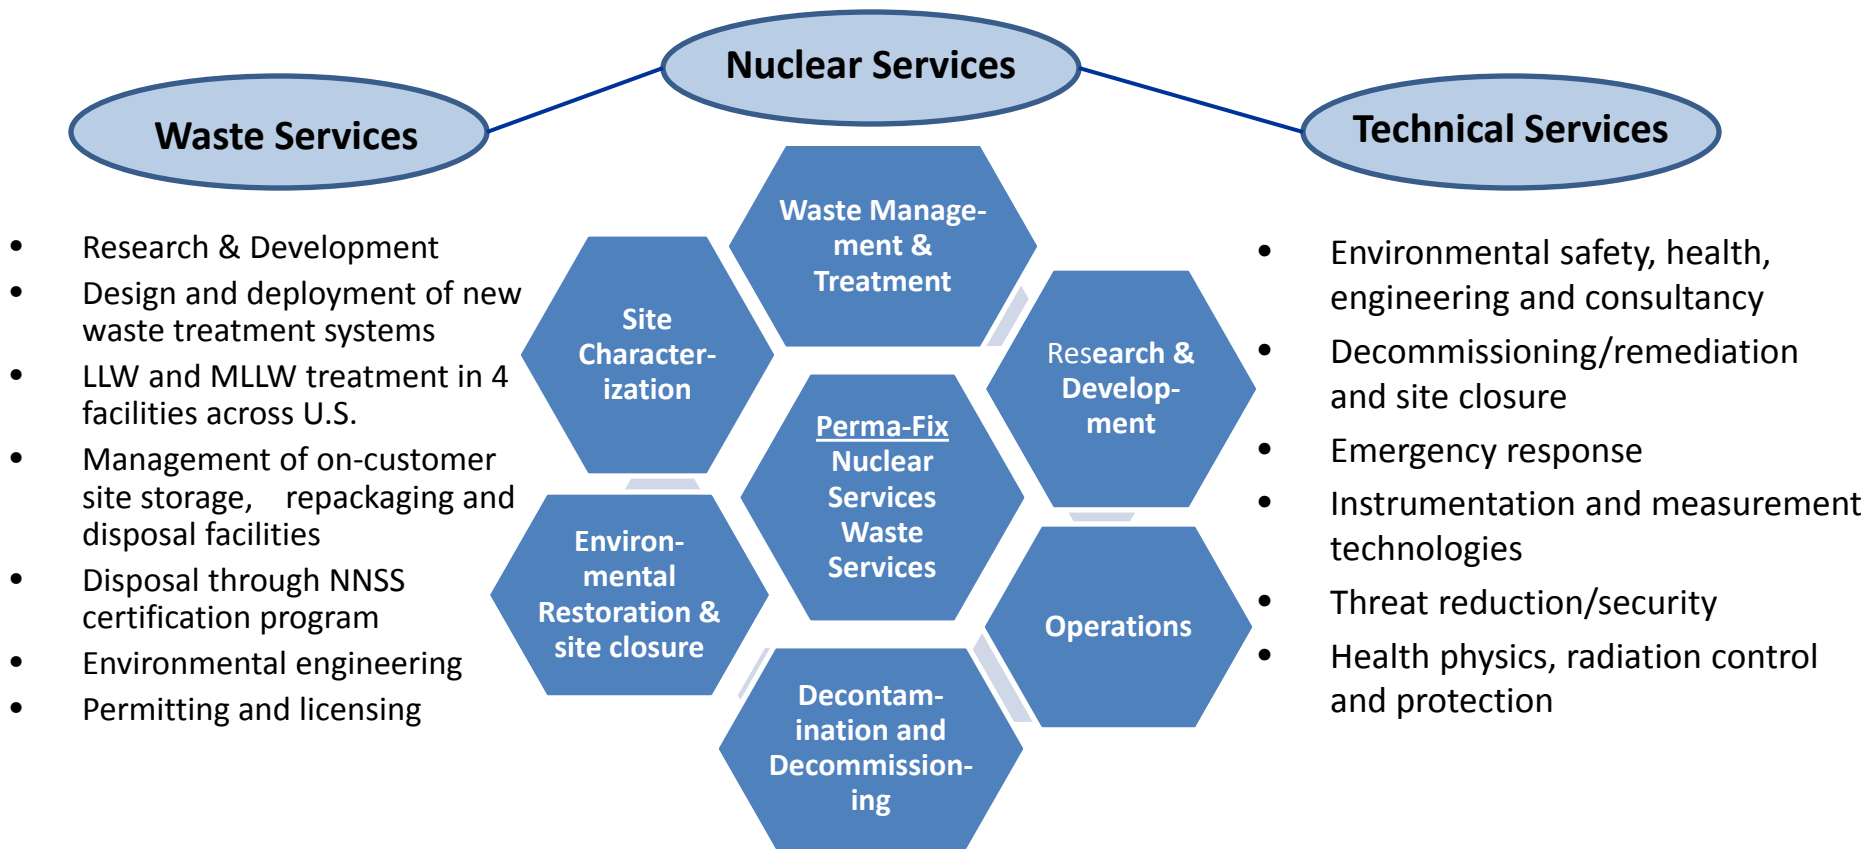 Nuclear Services
Waste Services
Technical Services
• Research & Development
• Design and deployment of new
waste treatment systems
• LLW and MLLW treatment in 4
facilities across U.S.
• Management of on-customer
site storage, repackaging and
disposal facilities
• Disposal through NNSS
certification program
• Environmental engineering
• Permitting and licensing
Waste Manage-
ment &
Treatment
Site
Character-
ization
Research &
Develop-
ment
Perma-Fix
Nuclear
Services
Waste
Services
Environ-
mental
Restoration &
site closure
Operations
Decontam-
ination and
Decommission-
ing
• Environmental safety, health,
engineering and consultancy
• Decommissioning/remediation
and site closure
• Emergency response
• Instrumentation and measurement
technologies
• Threat reduction/security
• Health physics, radiation control
and protection